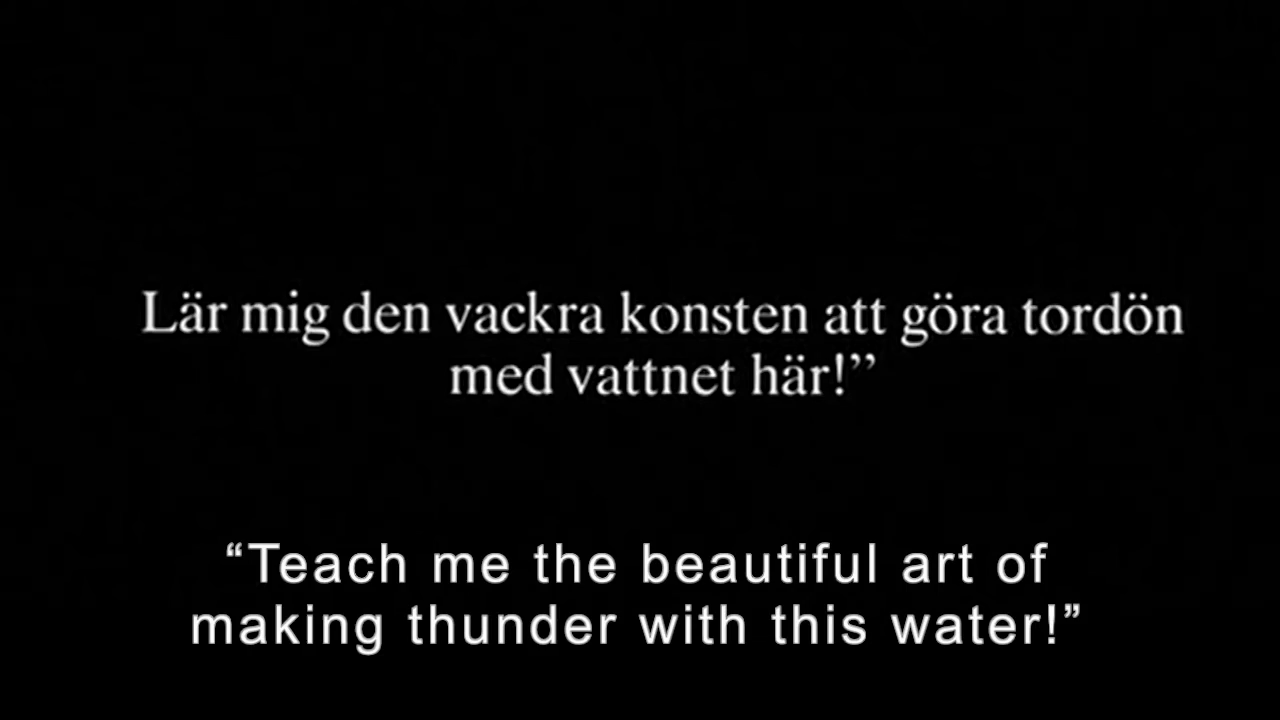 Lär mig den vackra konsten att göra tordön
med vattnet här!”
“Teach me the beautiful art of
making thunder with this water!”